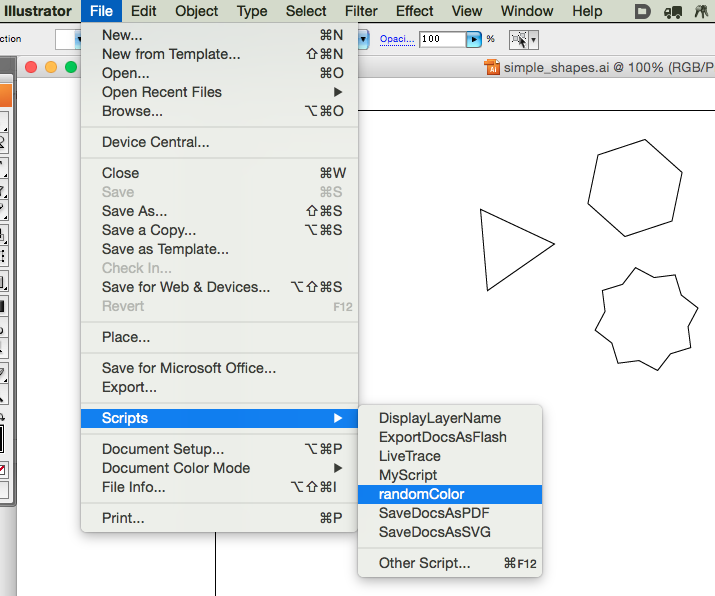 Illustrator File Edit Object Type Select Filter Effect View Window Help
ction Opaci... 100 %
simple_shapes.ai @ 100% (RGB/P
New... ⌘N
New from Template... ⇧⌘N
Open... ⌘O
Open Recent Files
Browse... ⌥⌘O
Device Central...
Close ⌘W
Save ⌘S
Save As... ⇧⌘S
Save a Copy... ⌥⌘S
Save as Template...
Check In...
Save for Web & Devices... ⌥⇧⌘S
Revert F12
Place...
Save for Microsoft Office...
Export...
Scripts
Document Setup... ⌥⌘P
Document Color Mode
File Info... ⌥⇧⌘I
Print... ⌘P
DisplayLayerName
ExportDocsAsFlash
LiveTrace
MyScript
randomColor
SaveDocsAsPDF
SaveDocsAsSVG
Other Script... ⌘F12